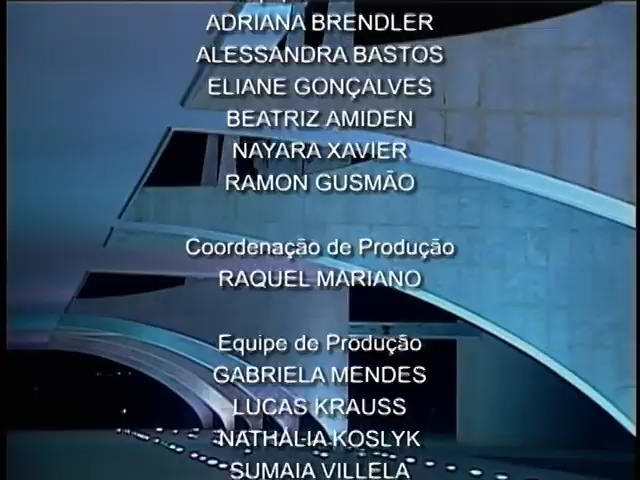 ADRIANA BRENDLER
ALESSANDRA BASTOS
ELIANE GONÇALVES
BEATRIZ AMIDEN
NAYARA XAVIER
RAMON GUSMÃO
Coordenação de Produção
RAQUEL MARIANO
Equipe de Produção
GABRIELA MENDES
LUCAS KRAUSS
NATHÁLIA KOSLYK
SUMAIA VILLELA